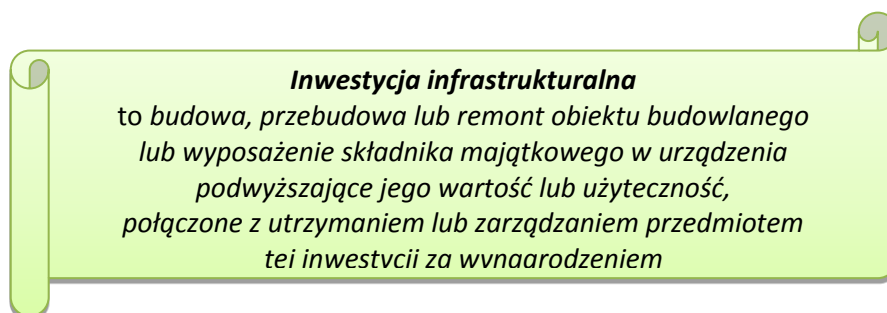 Inwestycja infrastrukturalna
to budowa, przebudowa lub remont obiektu budowlanego
lub wyposażenie składnika majątkowego w urządzenia
podwyższające jego wartość lub użyteczność,
połączone z utrzymaniem lub zarządzaniem przedmiotem
tej inwestycji za wynagrodzeniem